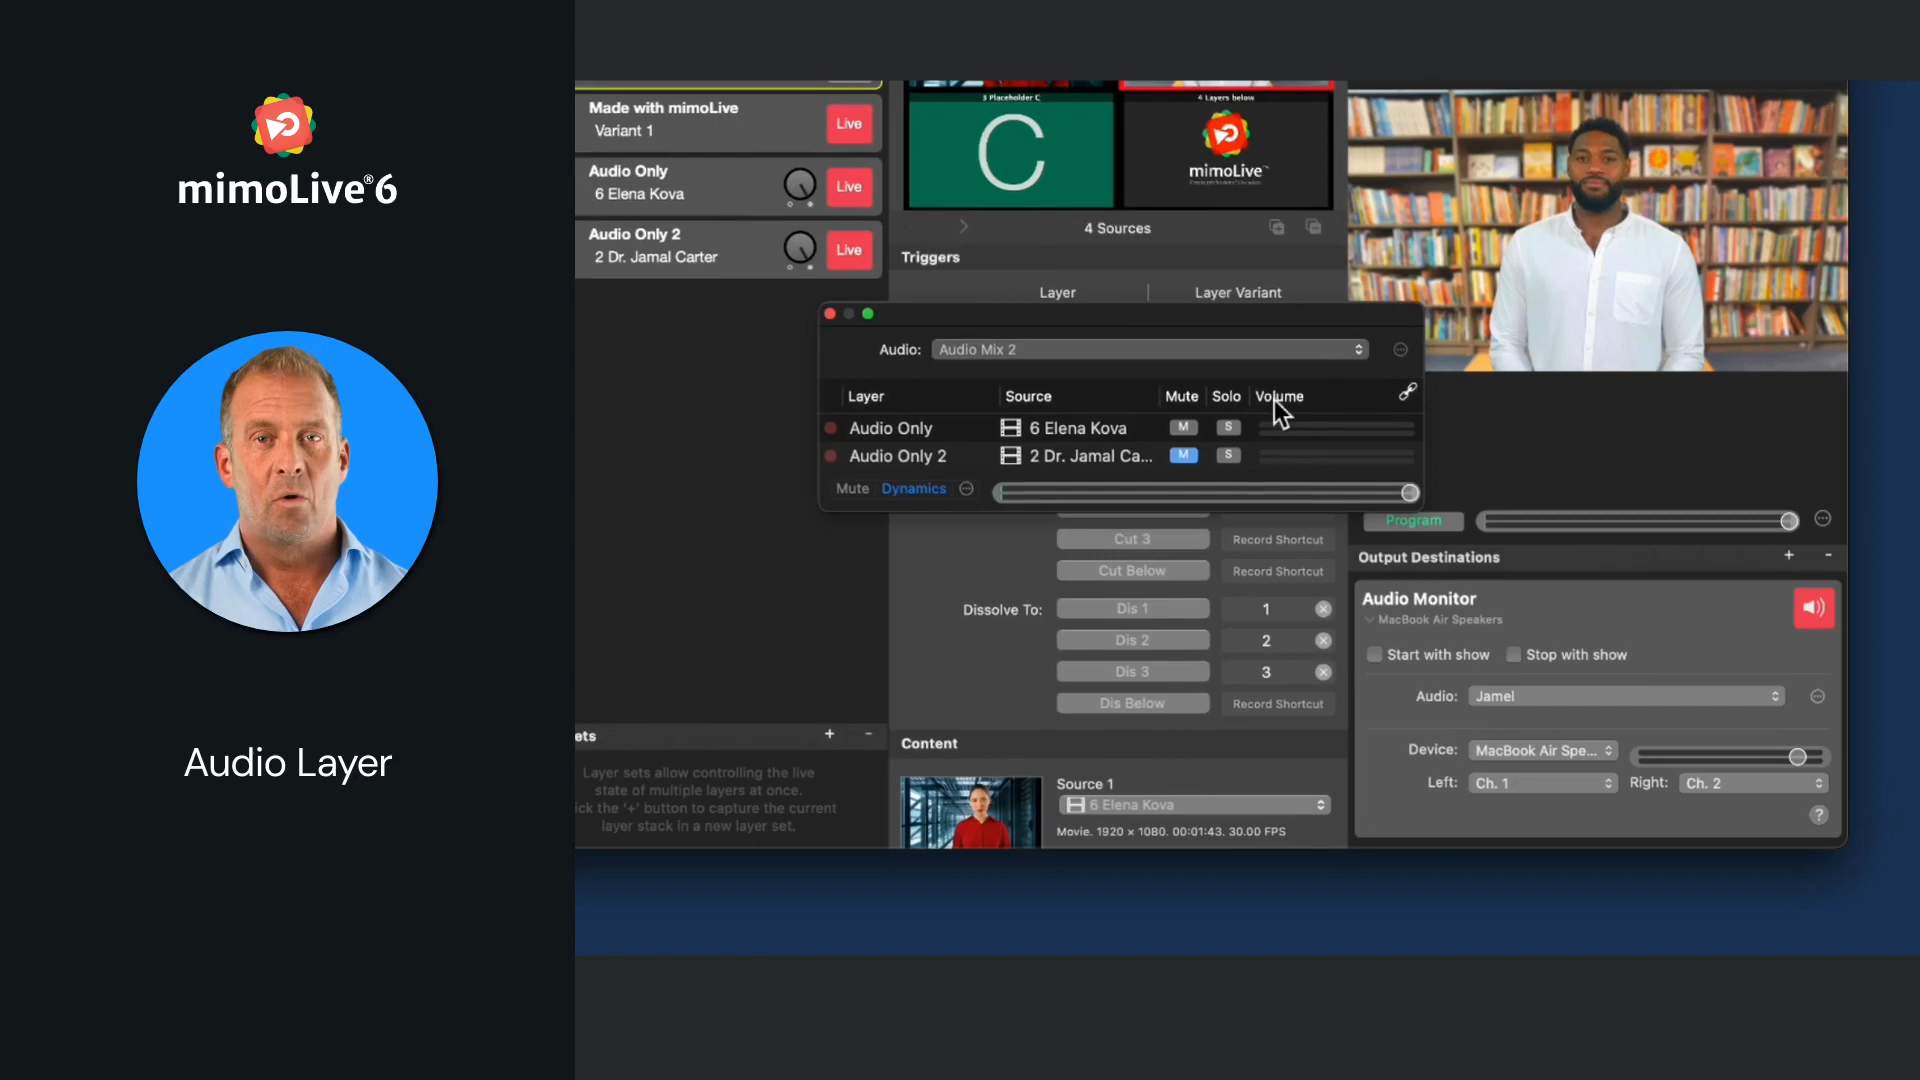 mimoLive®6
Audio Layer
Made with mimoLive
Variant 1
Live
Audio Only
6 Elena Kova
Live
Audio Only 2
2 Dr. Jamal Carter
Live
3 Placeholder C
C
4 Layers below
mimoLive™
4 Sources
Triggers
Layer
Layer Variant
Audio:
Audio Mix 2
Layer
Source
Mute
Solo
Volume
Audio Only
6 Elena Kova
M
S
Audio Only 2
2 Dr. Jamal Ca...
M
S
Mute
Dynamics
Cut 3
Record Shortcut
Cut Below
Record Shortcut
Dissolve To:
Dis 1
1
Dis 2
2
Dis 3
3
Dis Below
Record Shortcut
ets
+
-
Layer sets allow controlling the live
state of multiple layers at once.
ick the '+' button to capture the current
layer stack in a new layer set.
Content
Source 1
6 Elena Kova
Movie. 1920 × 1080. 00:01:43. 30.00 FPS
Program
Output Destinations
+
-
Audio Monitor
MacBook Air Speakers
Start with show
Stop with show
Audio:
Jamel
Device:
MacBook Air Spe...
Left:
Ch. 1
Right:
Ch. 2
?